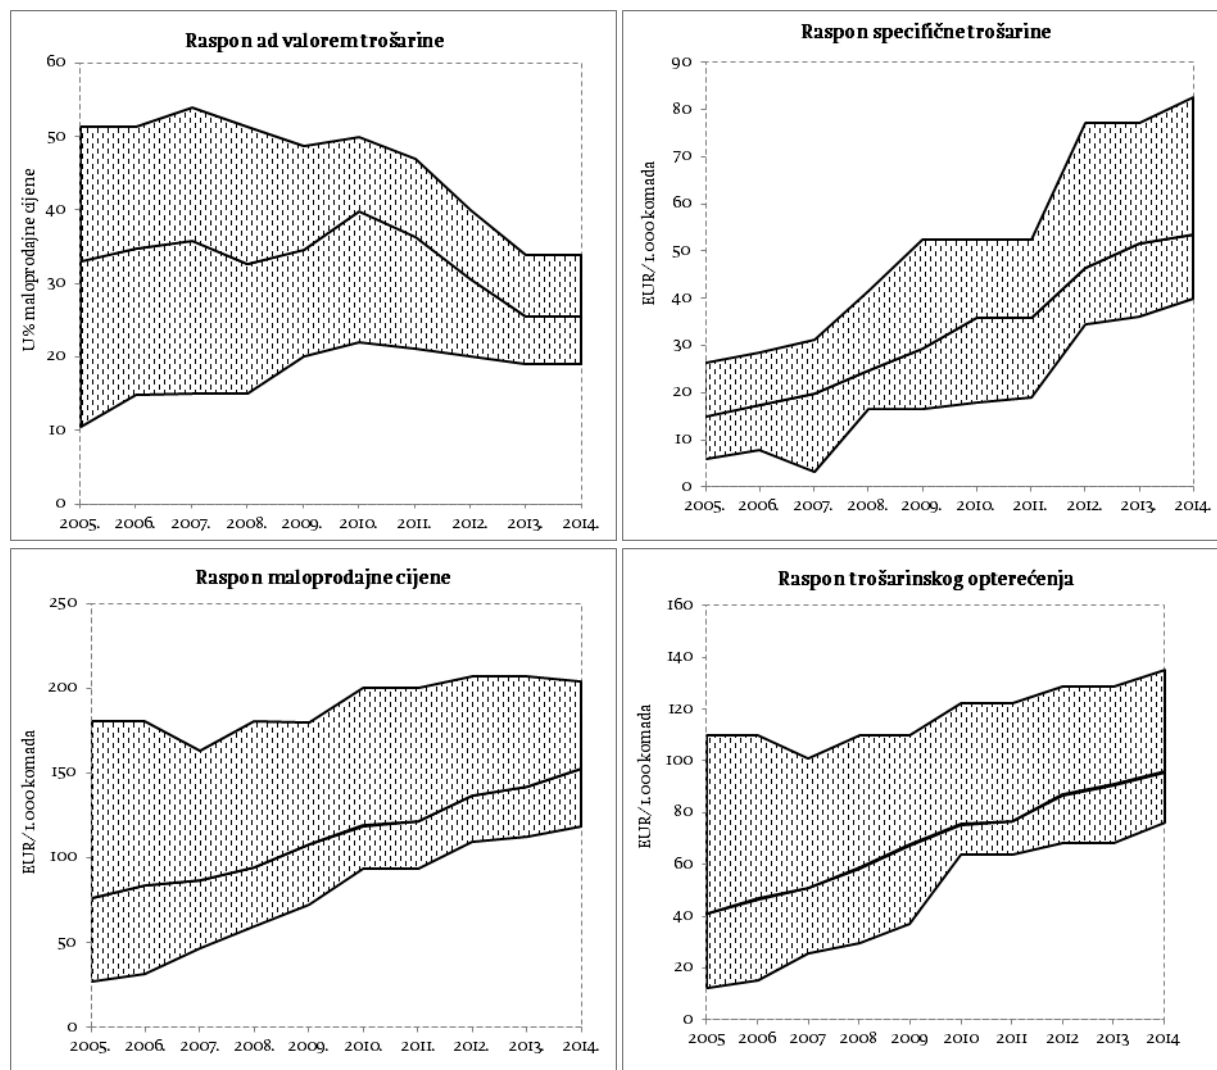 Raspon ad valorem trošarine
U% maloprodajne cijene
60
50
40
30
20
10
0
2005. 2006. 2007. 2008. 2009. 2010. 2011. 2012. 2013. 2014.
Raspon specifične trošarine
EUR/1.000 komada
90
80
70
60
50
40
30
20
10
0
2005. 2006. 2007. 2008. 2009. 2010. 2011. 2012. 2013. 2014.
Raspon maloprodajne cijene
EUR/1.000 komada
250
200
150
100
50
0
2005. 2006. 2007. 2008. 2009. 2010. 2011. 2012. 2013. 2014.
Raspon trošarinskog opterećenja
EUR/1.000 komada
160
140
120
100
80
60
40
20
0
2005 2006 2007 2008 2009 2010 2011 2012 2013 2014